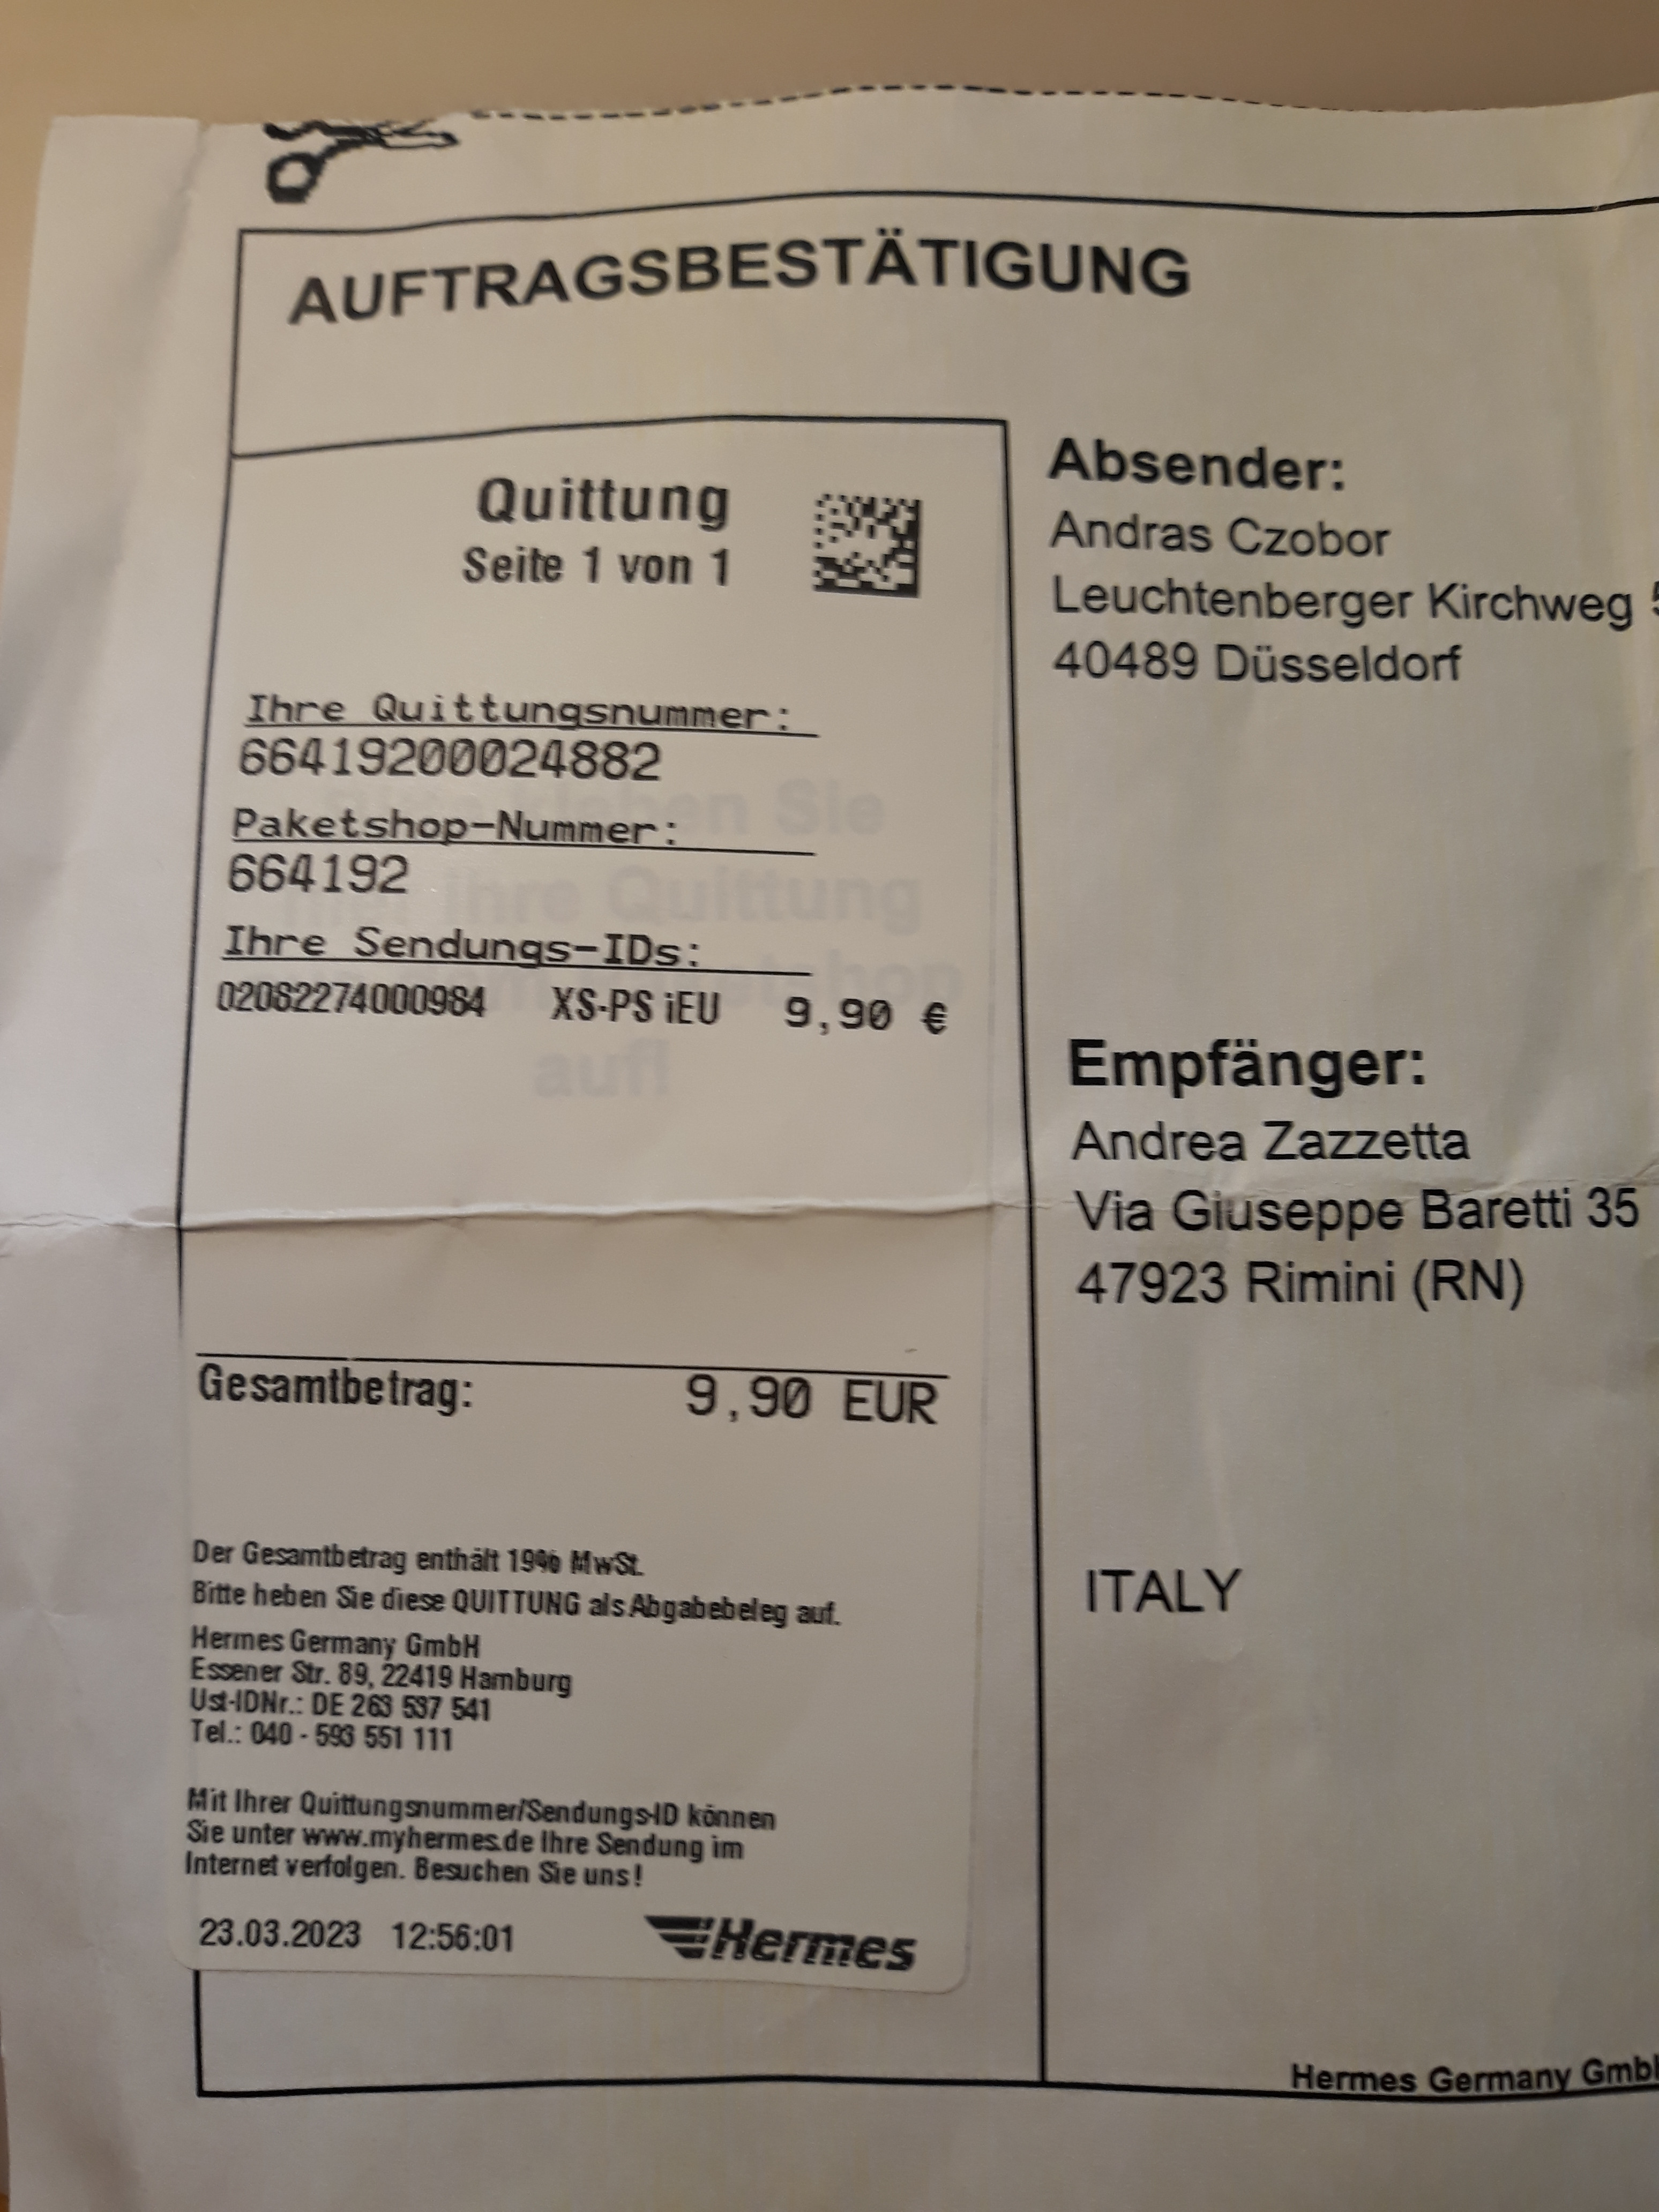 AUFTRAGSBESTÄTIGUNG
Quittung
Seite 1 von 1
Ihre Quittungsnummer:
66419200024882
Paketshop-Nummer:
664192
Ihre Sendungs-IDs:
02082274000984 XS-PS iEU 9,90 €
Gesamtbetrag: 9,90 EUR
Der Gesamtbetrag enthält 19% MwSt.
Bitte heben Sie diese QUITTUNG als Abgabebeleg auf.
Hermes Germany GmbH
Essener Str. 89, 22419 Hamburg
Ust-IDNr.: DE 263 537 541
Tel.: 040 - 593 551 111
Mit Ihrer Quittungsnummer/Sendungs-ID können
Sie unter www.myhermes.de Ihre Sendung im
Internet verfolgen. Besuchen Sie uns!
23.03.2023 12:56:01 Hermes
Absender:
Andras Czobor
Leuchtenberger Kirchweg
40489 Düsseldorf
Empfänger:
Andrea Zazzetta
Via Giuseppe Baretti 35
47923 Rimini (RN)
ITALY
Hermes Germany